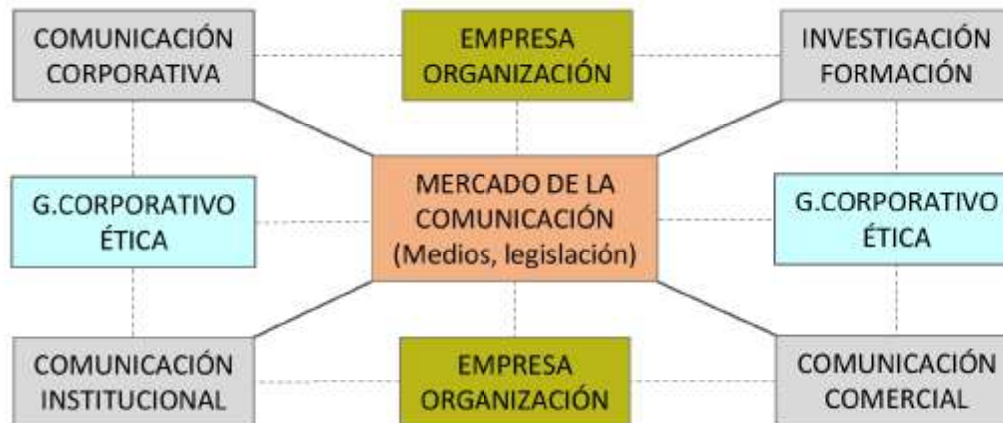 COMUNICACIÓN
CORPORATIVA
EMPRESA
ORGANIZACIÓN
INVESTIGACIÓN
FORMACIÓN
G.CORPORATIVO
ÉTICA
MERCADO DE LA
COMUNICACIÓN
(Medios, legislación)
G.CORPORATIVO
ÉTICA
COMUNICACIÓN
INSTITUCIONAL
EMPRESA
ORGANIZACIÓN
COMUNICACIÓN
COMERCIAL